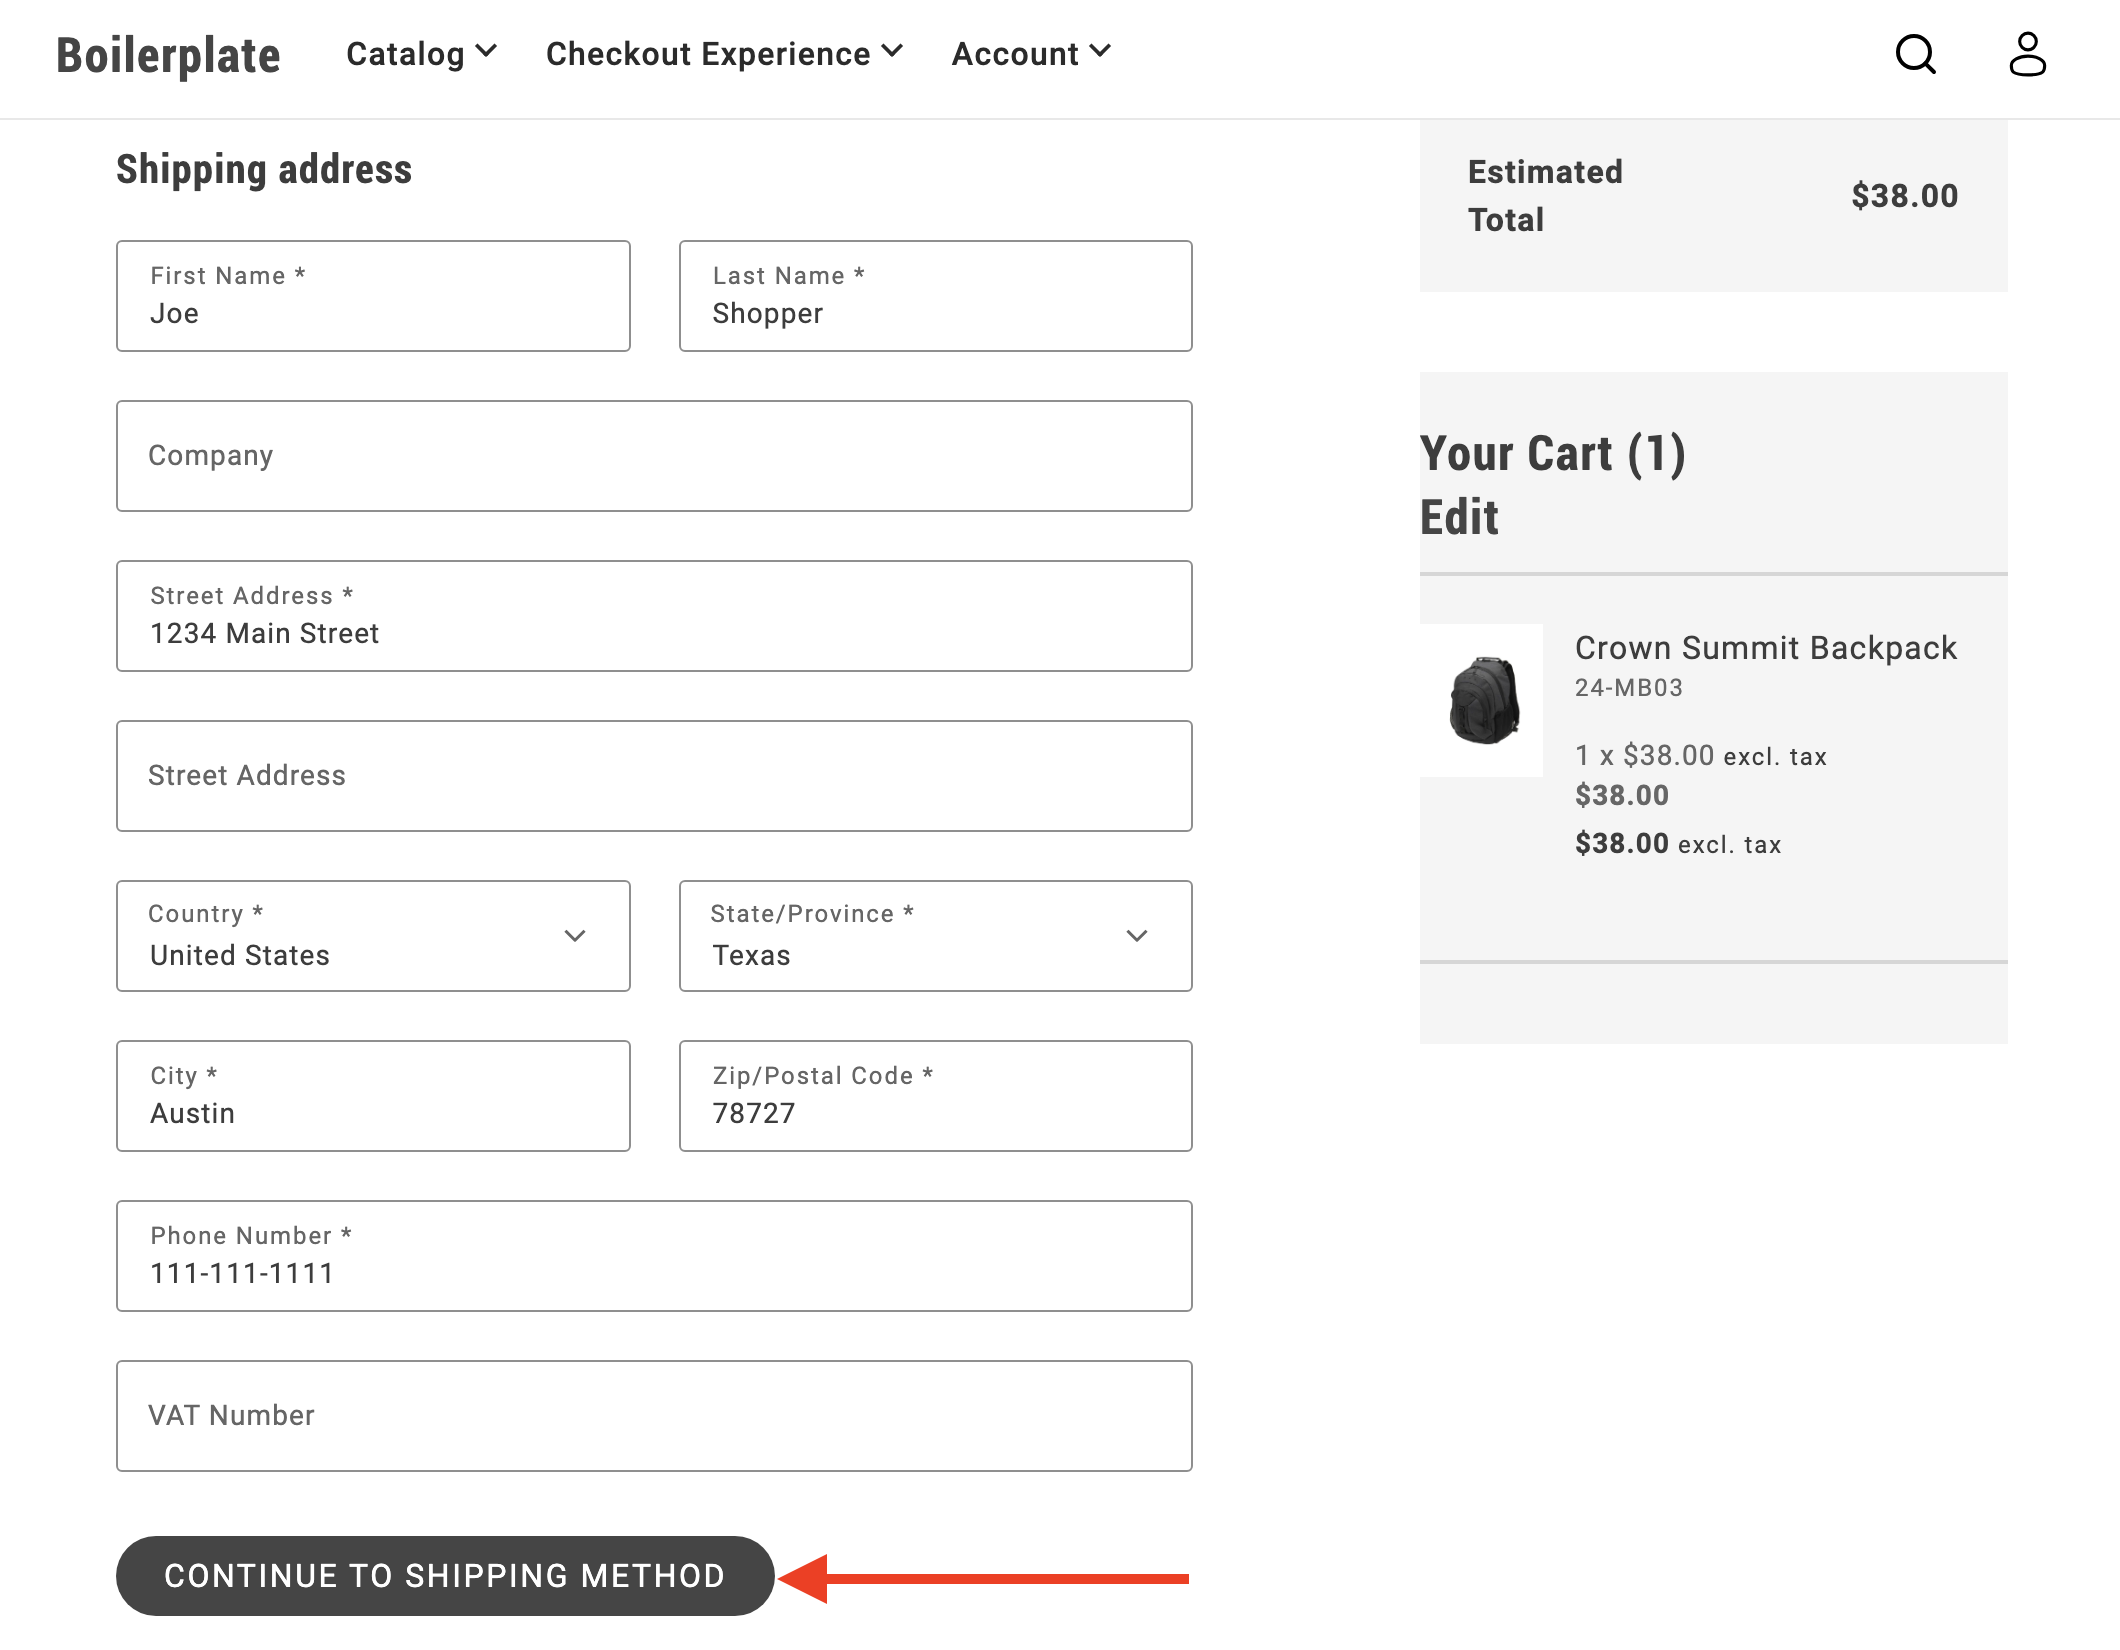 Boilerplate Catalog Checkout Experience Account
Shipping address
First Name *
Joe
Last Name *
Shopper
Company
Street Address *
1234 Main Street
Street Address
Country *
United States
State/Province *
Texas
City *
Austin
Zip/Postal Code *
78727
Phone Number *
111-111-1111
VAT Number
CONTINUE TO SHIPPING METHOD
Estimated
Total
$38.00
Your Cart (1)
Edit
Crown Summit Backpack
24-MB03
1 x $38.00 excl. tax
$38.00
$38.00 excl. tax